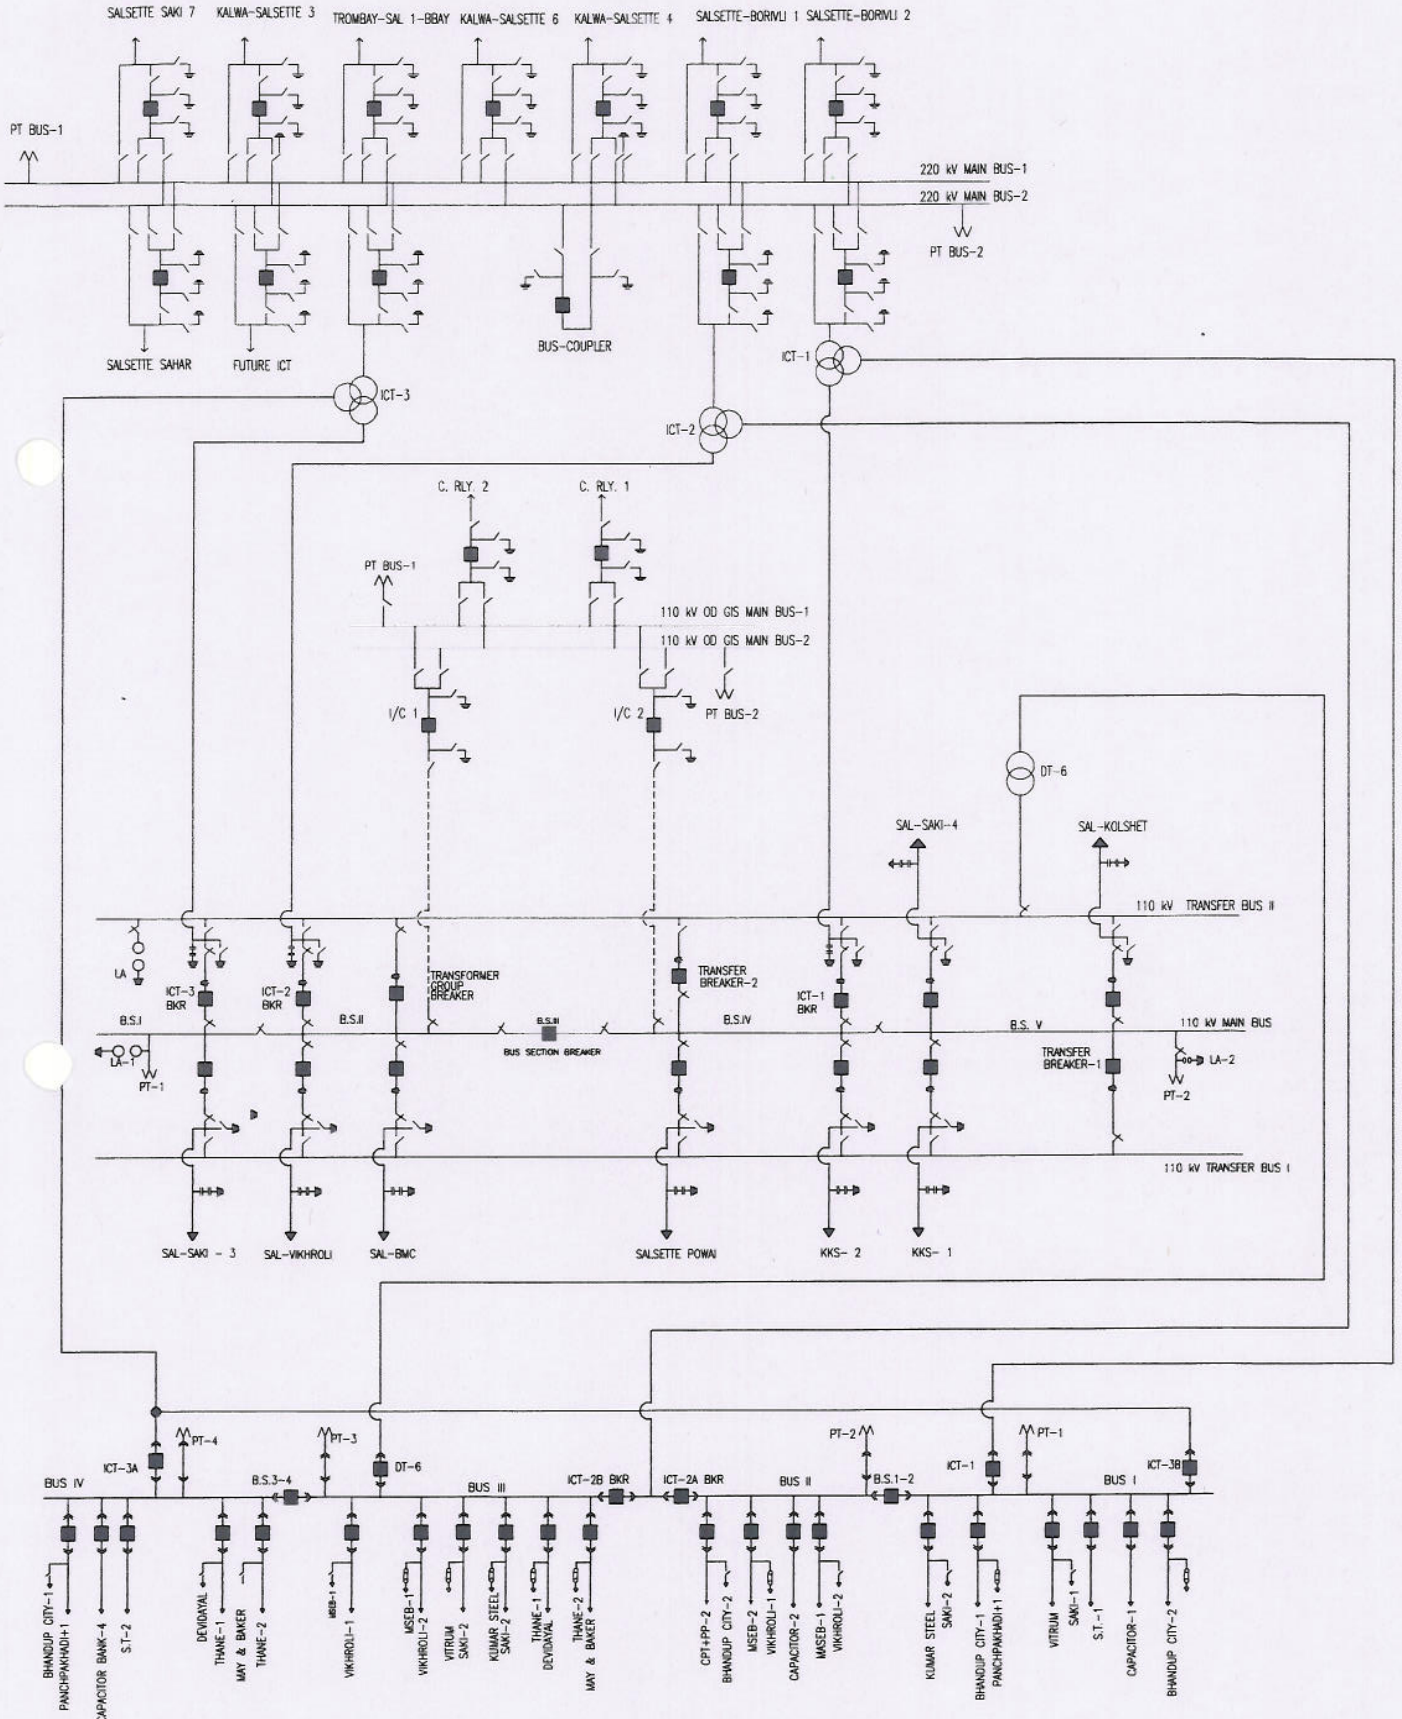 SALSETTE SAKI 7
KALWA-SALSETTE 3
TROMBAY-SAL 1-BBAY
KALWA-SALSETTE 6
KALWA-SALSETTE 4
SALSETTE-BORIVLI 1
SALSETTE-BORIVLI 2
PT BUS-1
220 kV MAIN BUS-1
220 kV MAIN BUS-2
PT BUS-2
SALSETTE SAHAR
FUTURE ICT
BUS-COUPLER
ICT-1
ICT-3
ICT-2
C. RLY. 2
C. RLY. 1
PT BUS-1
110 kV OD GIS MAIN BUS-1
110 kV OD GIS MAIN BUS-2
I/C 1
I/C 2
PT BUS-2
DT-6
SAL-SAKI-4
SAL-KOLSHET
110 kV TRANSFER BUS II
LA
ICT-3
BKR
ICT-2
BKR
TRANSFORMER
GROUP
BREAKER
TRANSFER
BREAKER-2
ICT-1
BKR
B.S.I
B.S.II
B.S.III
B.S.IV
B.S. V
110 kV MAIN BUS
BUS SECTION BREAKER
LA-1
PT-1
TRANSFER
BREAKER-1
LA-2
PT-2
110 kV TRANSFER BUS I
SAL-SAKI - 3
SAL-VIKHROLI
SAL-BMC
SALSETTE POWAI
KKS- 2
KKS- 1
PT-4
PT-3
PT-2
PT-1
ICT-3A
DT-6
ICT-1
ICT-3B
BUS IV
B.S.3-4
BUS III
ICT-2B BKR
ICT-2A BKR
BUS II
B.S.1-2
BUS I
BHANDUP CITY-1
PANCHPAKHADI+1
CAPACITOR BANK-4
S.T-2
DEVIDAYAL
THANE-1
MAY & BAKER
THANE-2
MSEB-1
VIKHROLI-1
MSEB-1
VIKHROLI-2
VITRUM
SAKI-2
KUMAR STEEL
SAKI-2
THANE-1
DEVIDAYAL
THANE-2
MAY & BAKER
CPT+PP-2
BHANDUP CITY-2
MSEB-2
VIKHROLI-1
CAPACITOR-2
MASEB-1
VIKHROLI-2
KUMAR STEEL
SAKI-2
BHANDUP CITY-1
PANCHPAKHADI+1
VITRUM
SAKI-1
S.T.-1
CAPACITOR-1
BHANDUP CITY-2